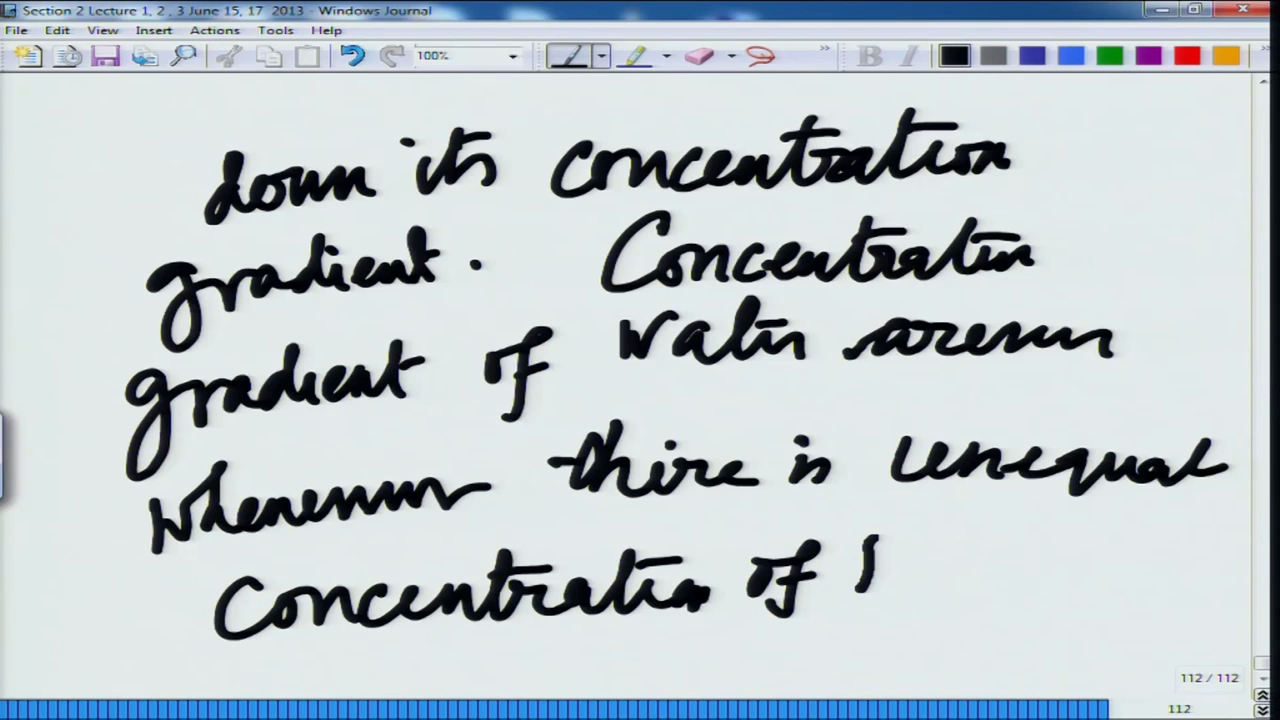 Section 2 Lecture 1, 2 , 3 June 15, 17 2013 - Windows Journal
File Edit View Insert Actions Tools Help
100%
B I
down its concentration
gradient. Concentration
gradient of water
whenever there is unequal
Concentration of
112 / 112
112